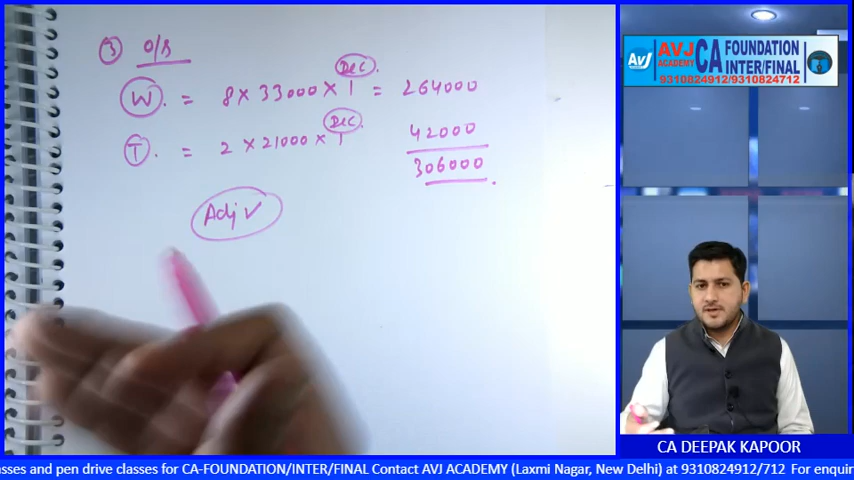 ③ O/s
W. = 8 × 33000 × 1 Dec. = 264000
T. = 2 × 21000 × 1 Dec. 42000
306000.
Adj ✓
AVJ
AVJ ACADEMY
CA FOUNDATION INTER/FINAL
9310824912/9310824712
CA DEEPAK KAPOOR
asses and pen drive classes for CA-FOUNDATION/INTER/FINAL Contact AVJ ACADEMY (Laxmi Nagar, New Delhi) at 9310824912/712 For enquir